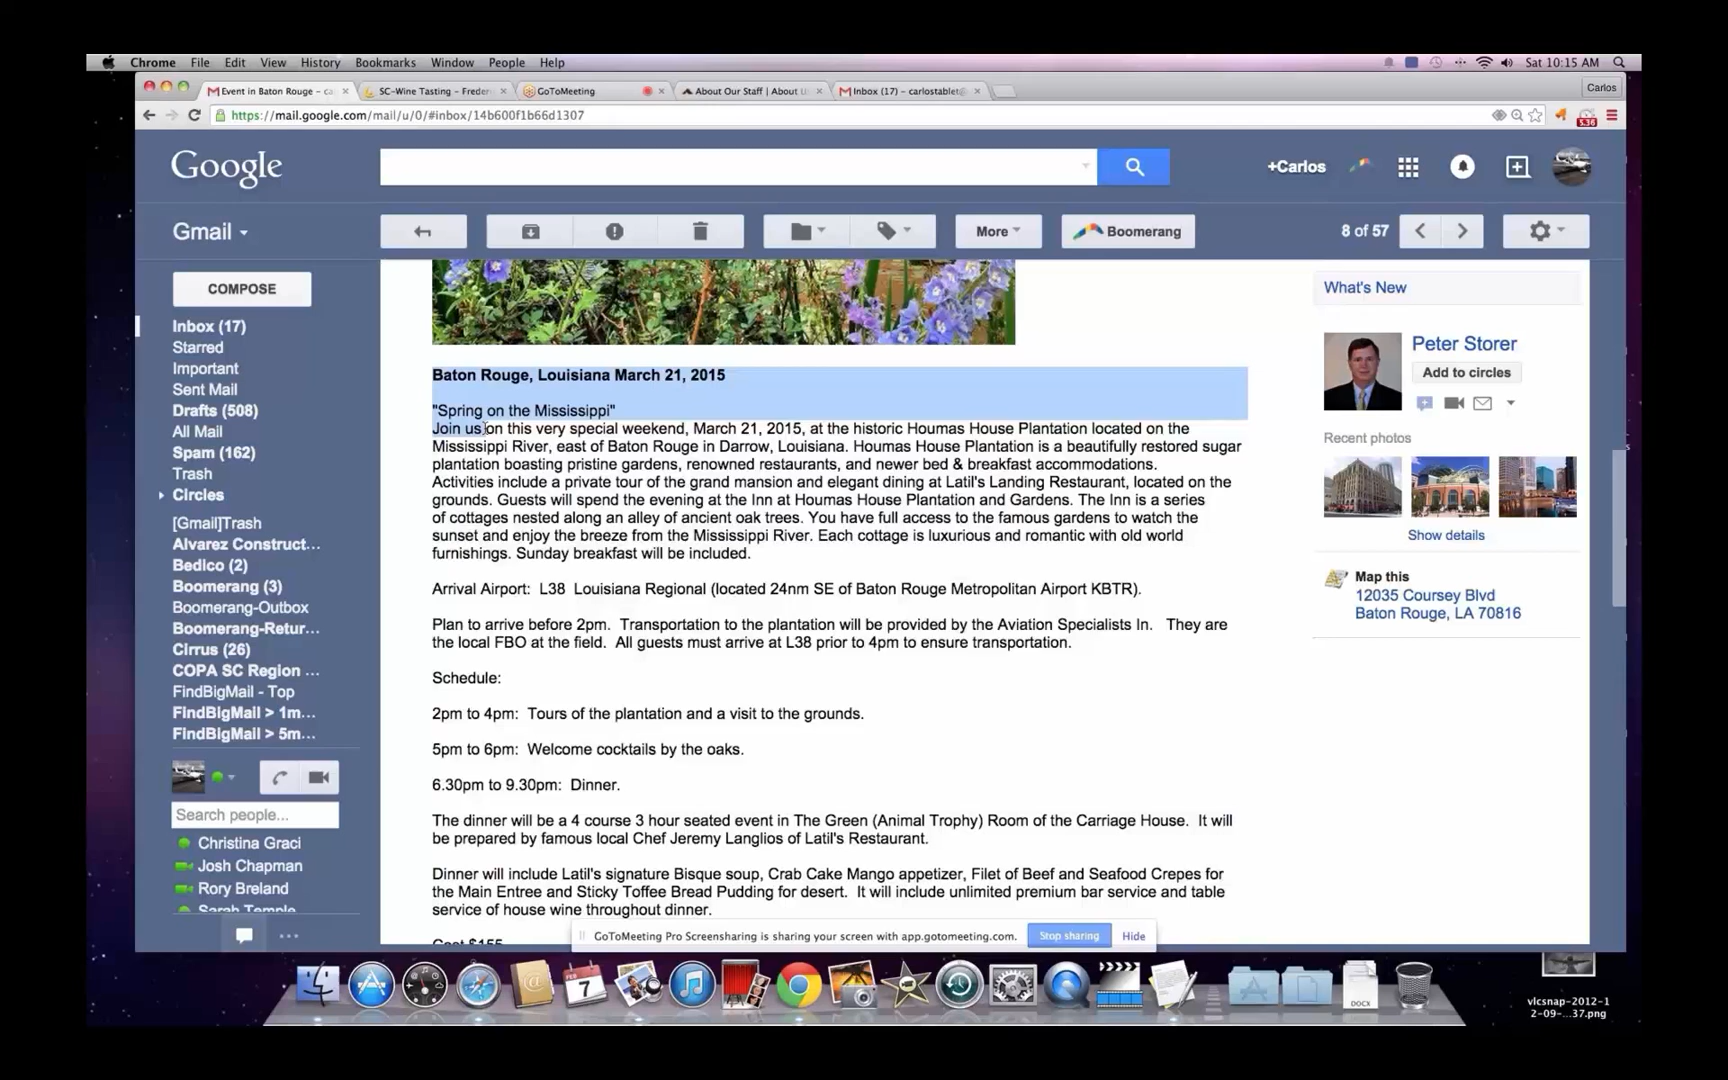 Chrome File Edit View History Bookmarks Window People Help Sat 10:15 AM
Event in Baton Rouge - ca SC-Wine Tasting - Freder GoToMeeting About Our Staff | About U Inbox (17) - carlostablet@ Carlos
https://mail.google.com/mail/u/0/#inbox/14b600f1b66d1307
Google +Carlos
Gmail More Boomerang 8 of 57
COMPOSE
Inbox (17)
Starred
Important
Sent Mail
Drafts (508)
All Mail
Spam (162)
Trash
Circles
[Gmail]Trash
Alvarez Construct...
Bedico (2)
Boomerang (3)
Boomerang-Outbox
Boomerang-Retur...
Cirrus (26)
COPA SC Region ...
FindBigMail - Top
FindBigMail > 1m...
FindBigMail > 5m...
Search people...
Christina Graci
Josh Chapman
Rory Breland
Sarah Temple
Baton Rouge, Louisiana March 21, 2015
"Spring on the Mississippi"
Join us on this very special weekend, March 21, 2015, at the historic Houmas House Plantation located on the
Mississippi River, east of Baton Rouge in Darrow, Louisiana. Houmas House Plantation is a beautifully restored sugar
plantation boasting pristine gardens, renowned restaurants, and newer bed & breakfast accommodations.
Activities include a private tour of the grand mansion and elegant dining at Latil's Landing Restaurant, located on the
grounds. Guests will spend the evening at the Inn at Houmas House Plantation and Gardens. The Inn is a series
of cottages nested along an alley of ancient oak trees. You have full access to the famous gardens to watch the
sunset and enjoy the breeze from the Mississippi River. Each cottage is luxurious and romantic with old world
furnishings. Sunday breakfast will be included.
Arrival Airport: L38 Louisiana Regional (located 24nm SE of Baton Rouge Metropolitan Airport KBTR).
Plan to arrive before 2pm. Transportation to the plantation will be provided by the Aviation Specialists In. They are
the local FBO at the field. All guests must arrive at L38 prior to 4pm to ensure transportation.
Schedule:
2pm to 4pm: Tours of the plantation and a visit to the grounds.
5pm to 6pm: Welcome cocktails by the oaks.
6.30pm to 9.30pm: Dinner.
The dinner will be a 4 course 3 hour seated event in The Green (Animal Trophy) Room of the Carriage House. It will
be prepared by famous local Chef Jeremy Langlios of Latil's Restaurant.
Dinner will include Latil's signature Bisque soup, Crab Cake Mango appetizer, Filet of Beef and Seafood Crepes for
the Main Entree and Sticky Toffee Bread Pudding for desert. It will include unlimited premium bar service and table
service of house wine throughout dinner.
Cost $155
GoToMeeting Pro Screensharing is sharing your screen with app.gotomeeting.com. Stop sharing Hide
What's New
Peter Storer
Add to circles
Recent photos
Show details
Map this
12035 Coursey Blvd
Baton Rouge, LA 70816
FEB
7
DOCX
vlcsnap-2012-1
2-09-...37.png